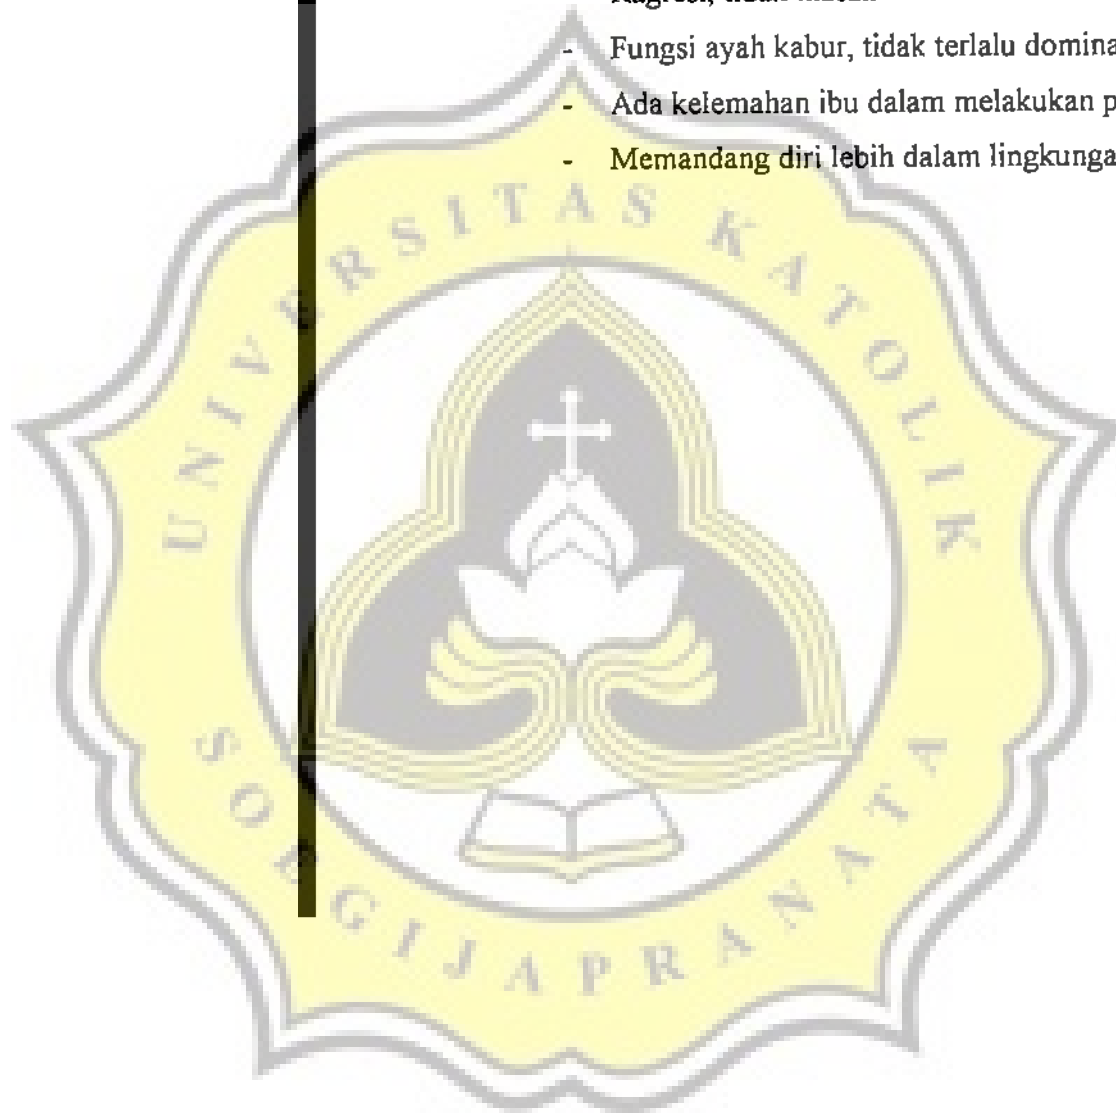 Fungsi ayah kabur, tidak terlalu domina
- Ada kelemahan ibu dalam melakukan p
- Memandang diri lebih dalam lingkunga
UNIVERSITAS KATOLIK
SOEGIJAPRANATA